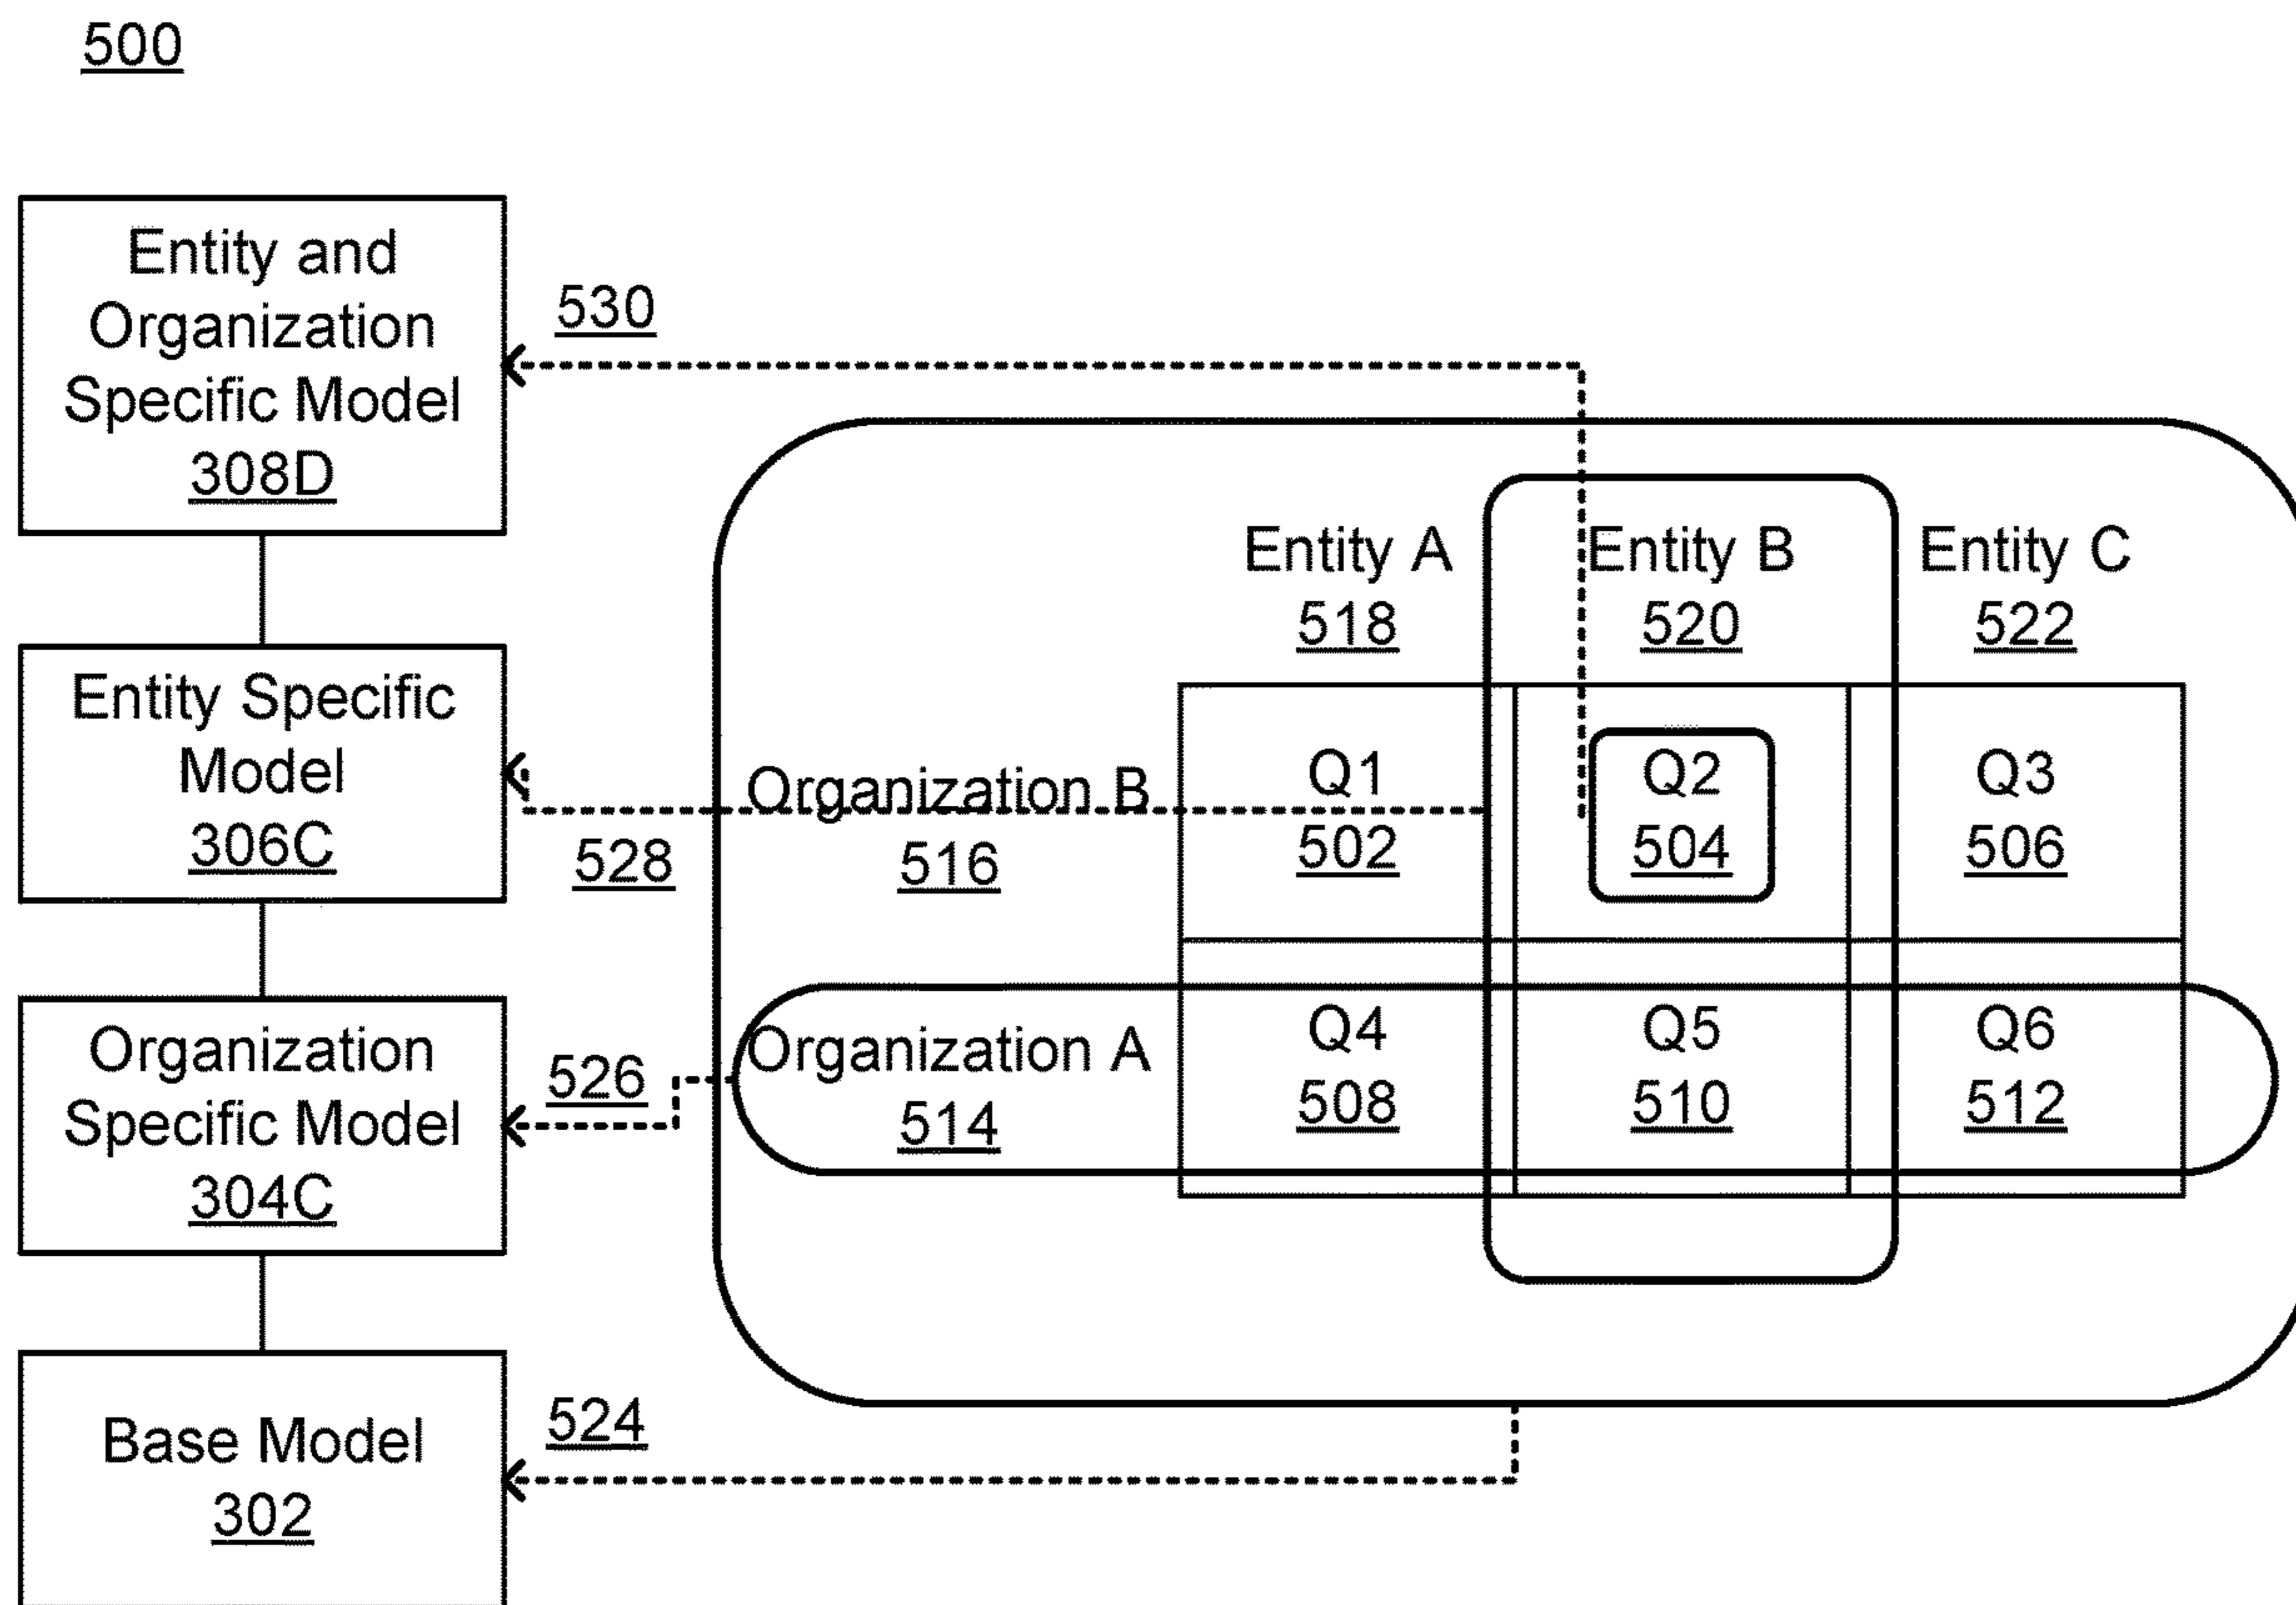 500
Entity and
Organization
Specific Model
308D
530
Entity Specific
Model
306C
528
Organization
Specific Model
304C
526
Base Model
302
524
Entity A
518
Entity B
520
Entity C
522
Organization B
516
Q1
502
Q2
504
Q3
506
Organization A
514
Q4
508
Q5
510
Q6
512